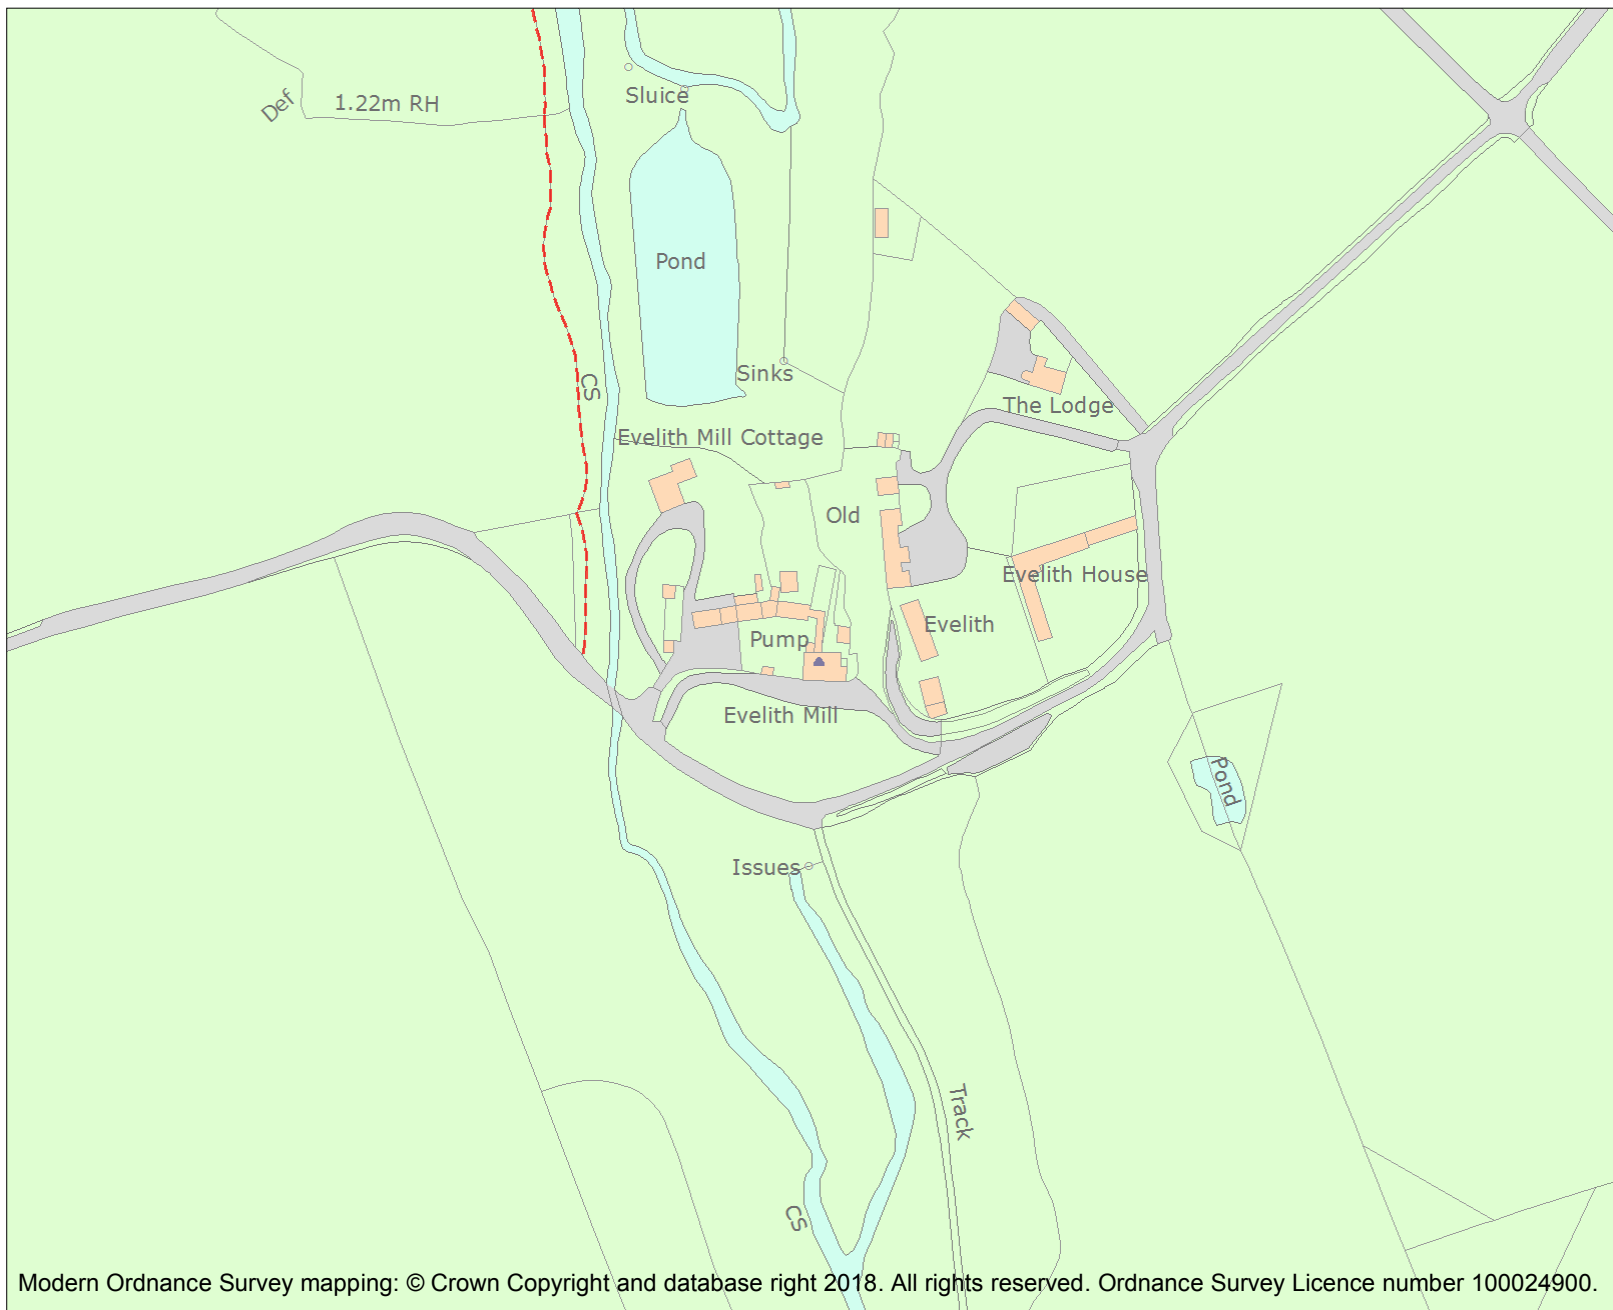 Def
1.22m RH
Sluice
Pond
CS
Sinks
The Lodge
Evelith Mill Cottage
Old
Evelith House
Evelith
Pump
Evelith Mill
Pond
Issues
Track
CS
Modern Ordnance Survey mapping: © Crown Copyright and database right 2018. All rights reserved. Ordnance Survey Licence number 100024900.